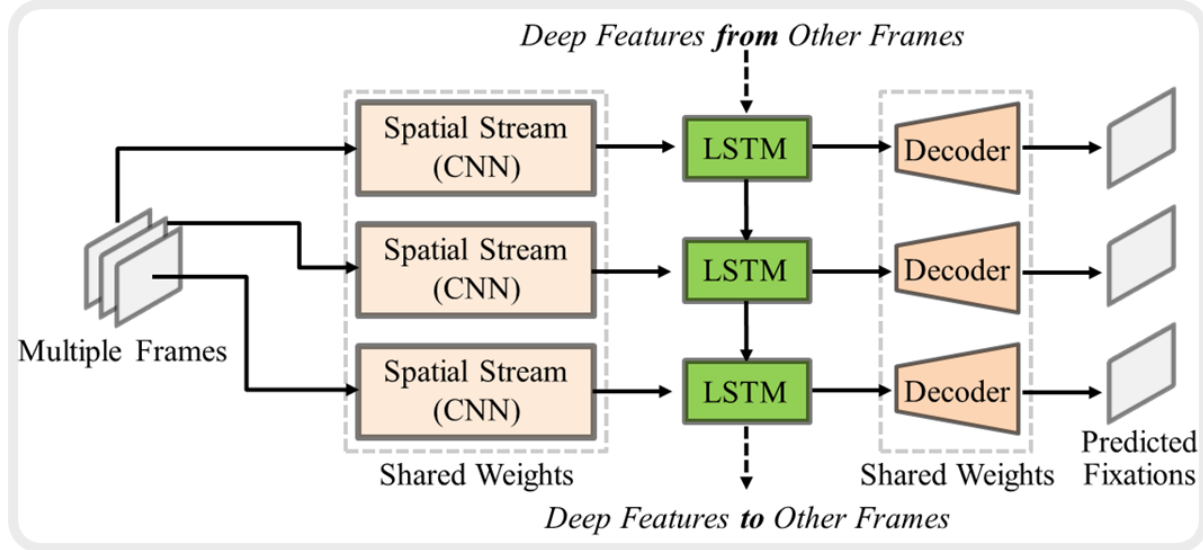 Deep Features from Other Frames
Spatial Stream
(CNN)
LSTM
Decoder
Spatial Stream
(CNN)
LSTM
Decoder
Multiple Frames
Spatial Stream
(CNN)
LSTM
Decoder
Shared Weights
Shared Weights
Predicted
Fixations
Deep Features to Other Frames